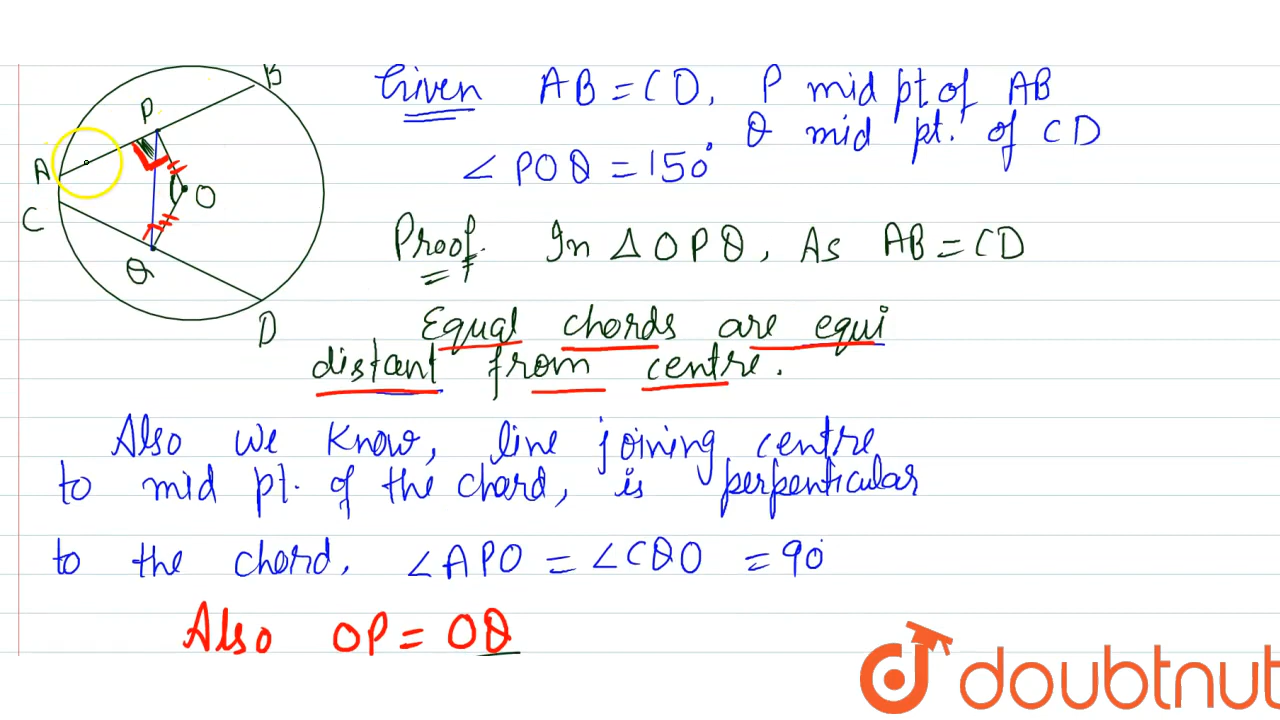 B
Given AB = CD, P mid pt of AB
P
Q mid pt. of CD
A
∠POQ = 150°
O
C
Proof. In Δ OPQ, As AB = CD
Q
D
Equal chords are equi
distant from centre.
Also we know, line joining centre
to mid pt. of the chord, is perpenticular
to the chord, ∠APO = ∠CQO = 90°
Also OP = OQ
doubtnut